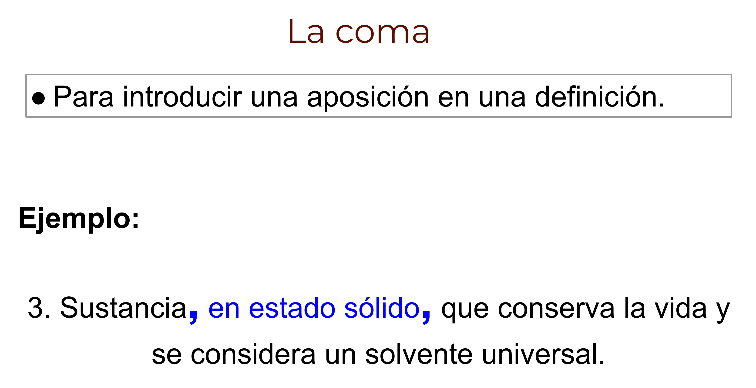 La coma
● Para introducir una aposición en una definición.
Ejemplo:
3. Sustancia, en estado sólido, que conserva la vida y
se considera un solvente universal.